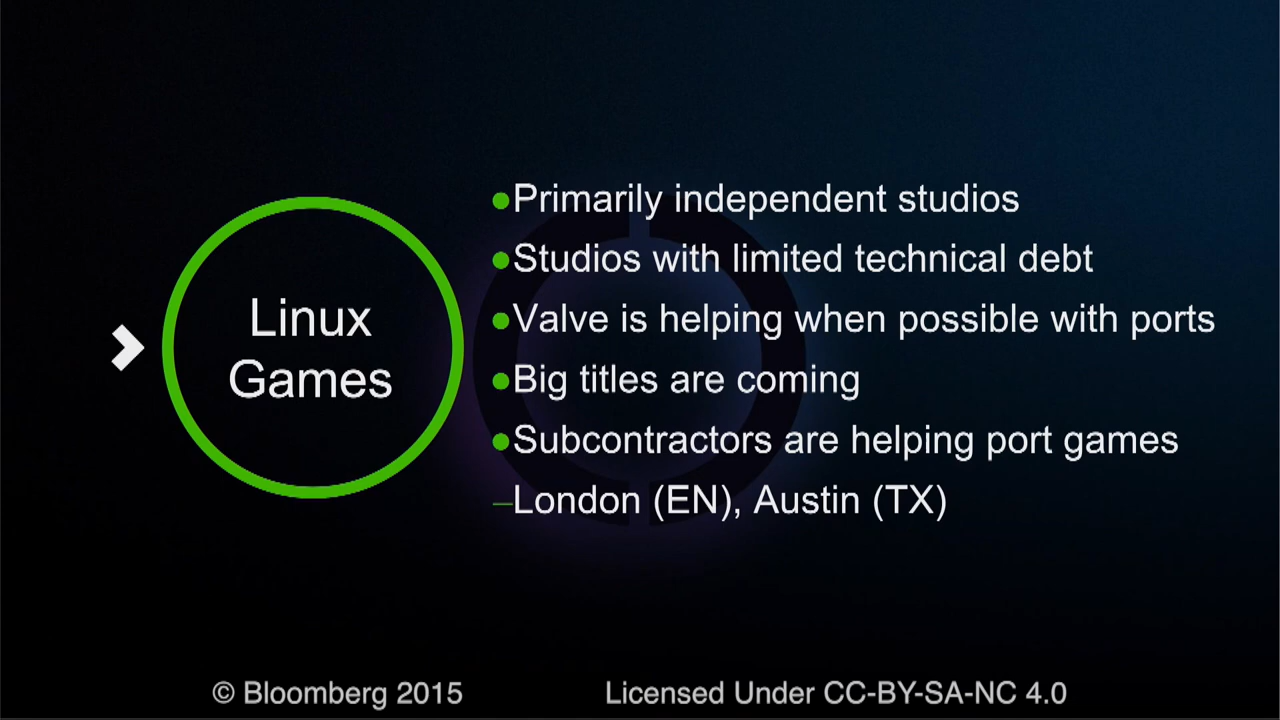 Linux
Games
●Primarily independent studios
●Studios with limited technical debt
●Valve is helping when possible with ports
●Big titles are coming
●Subcontractors are helping port games
–London (EN), Austin (TX)
© Bloomberg 2015
Licensed Under CC-BY-SA-NC 4.0